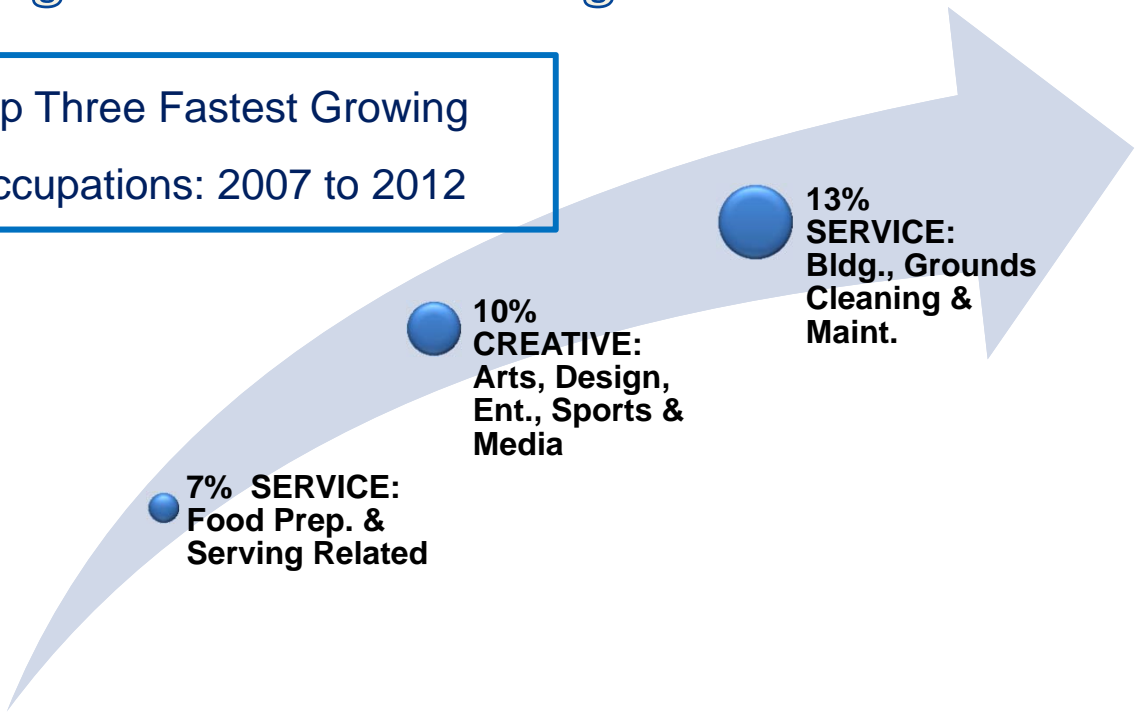 p Three Fastest Growing
ccupations: 2007 to 2012
13%
SERVICE:
Bldg., Grounds
Cleaning &
Maint.
10%
CREATIVE:
Arts, Design,
Ent., Sports &
Media
7% SERVICE:
Food Prep. &
Serving Related